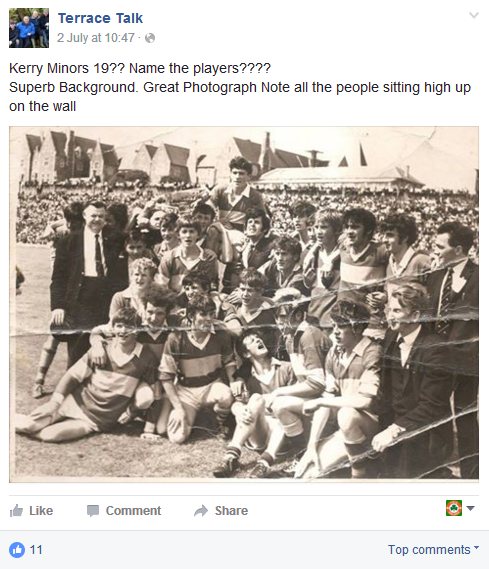 Terrace Talk
2 July at 10:47 ·
Kerry Minors 19?? Name the players????
Superb Background. Great Photograph Note all the people sitting high up
on the wall
Like Comment Share
11 Top comments